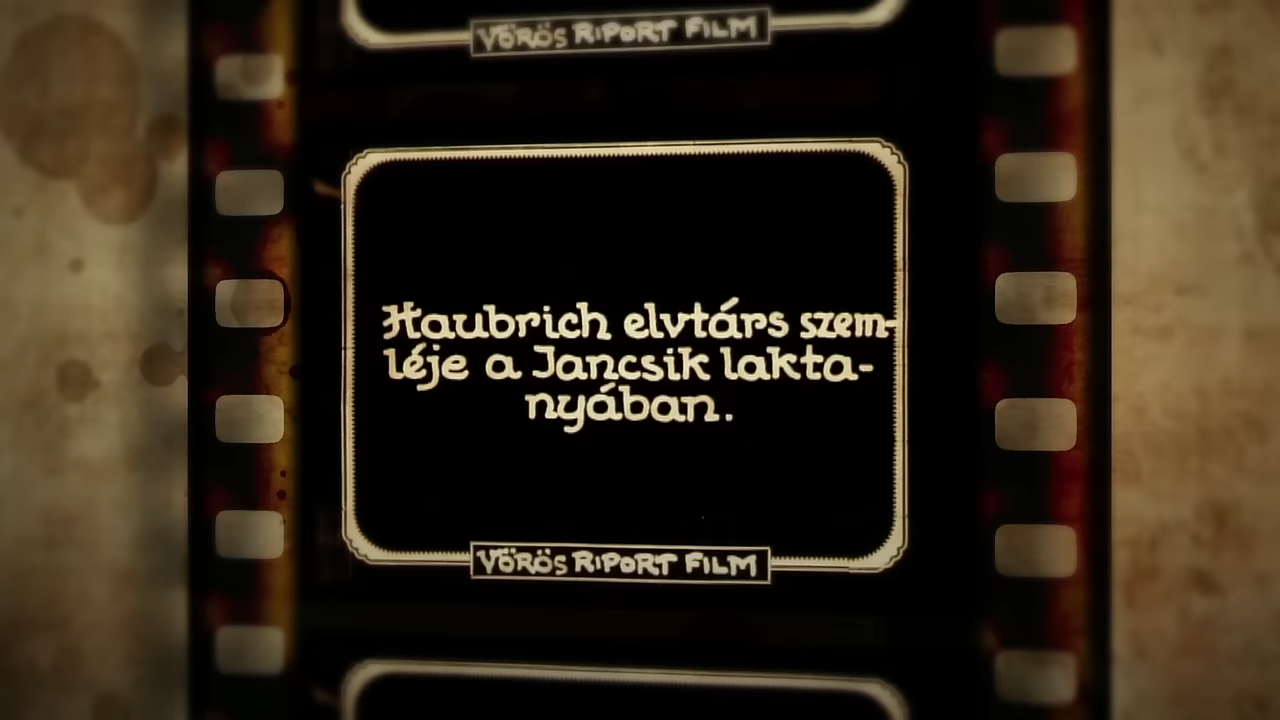 VÖRÖS RIPORT FILM
Haubrich elvtárs szem-
léje a Jancsik lakta-
nyában.
VÖRÖS RIPORT FILM